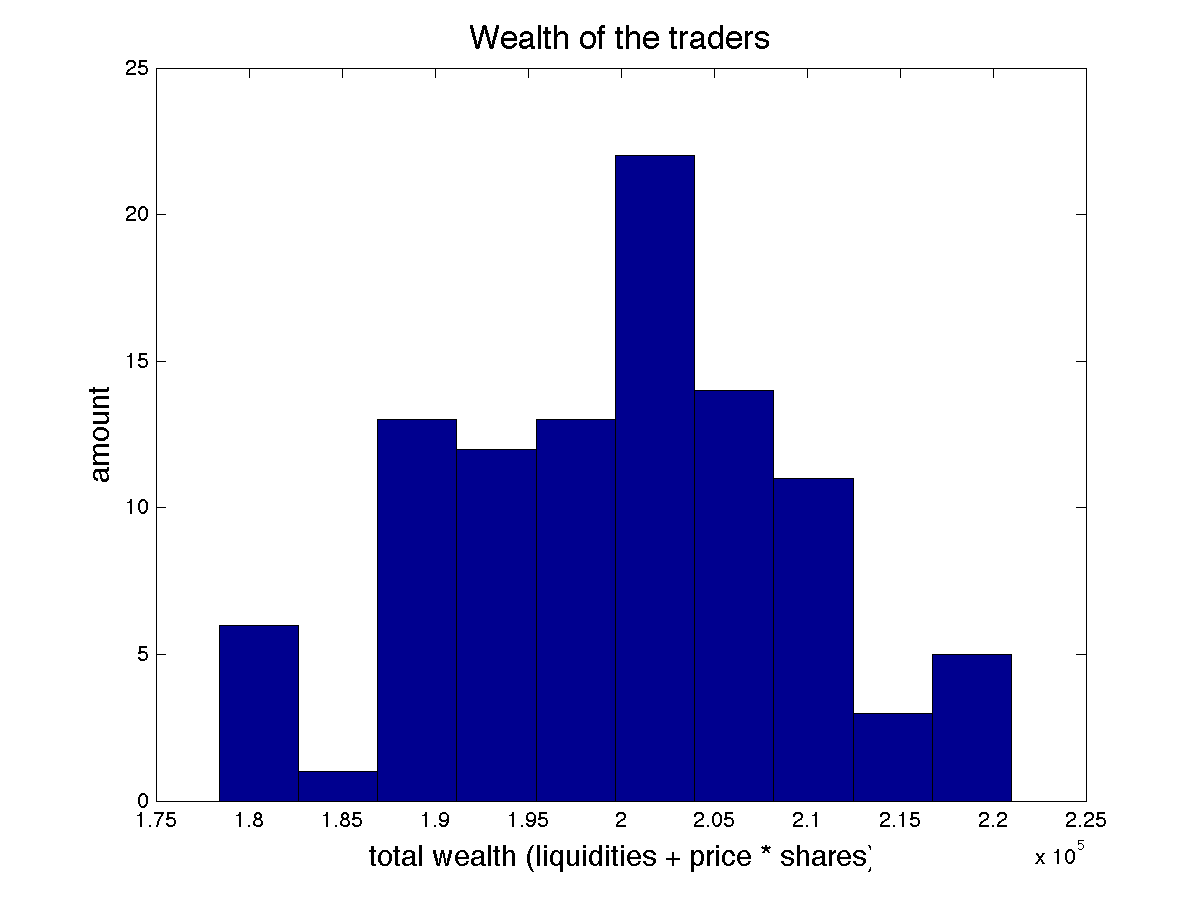 Wealth of the traders
25
20
15
10
5
0
amount
1.75 1.8 1.85 1.9 1.95 2 2.05 2.1 2.15 2.2 2.25
x 10^5
total wealth (liquidities + price * shares)